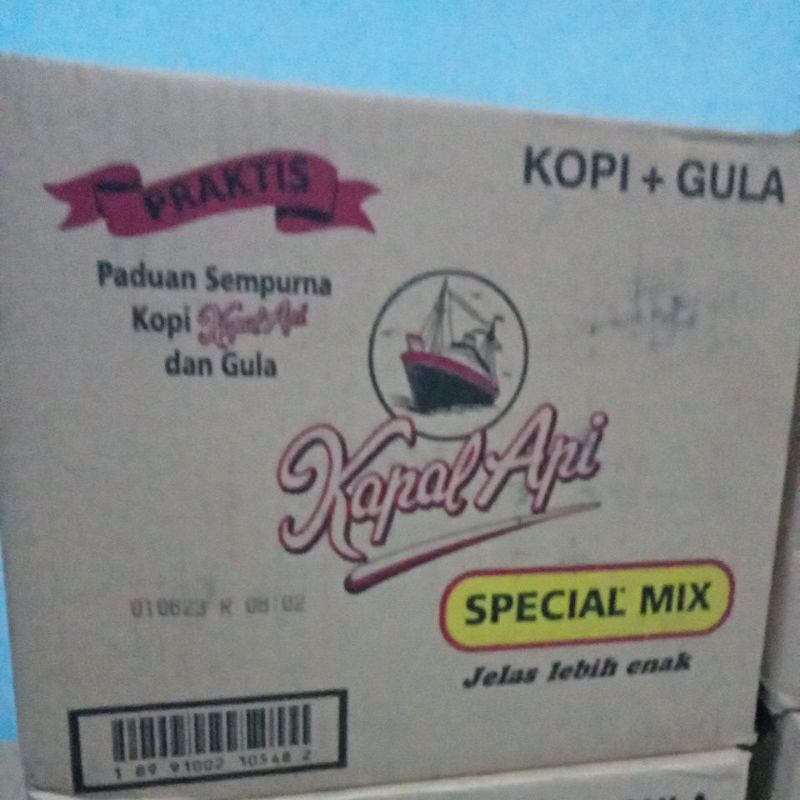 PRAKTIS
KOPI + GULA
Paduan Sempurna
Kopi Kapal Api
dan Gula
Kapal Api
SPECIAL MIX
Jelas lebih enak
010623 K 08:02
1 89 91002 10548 2